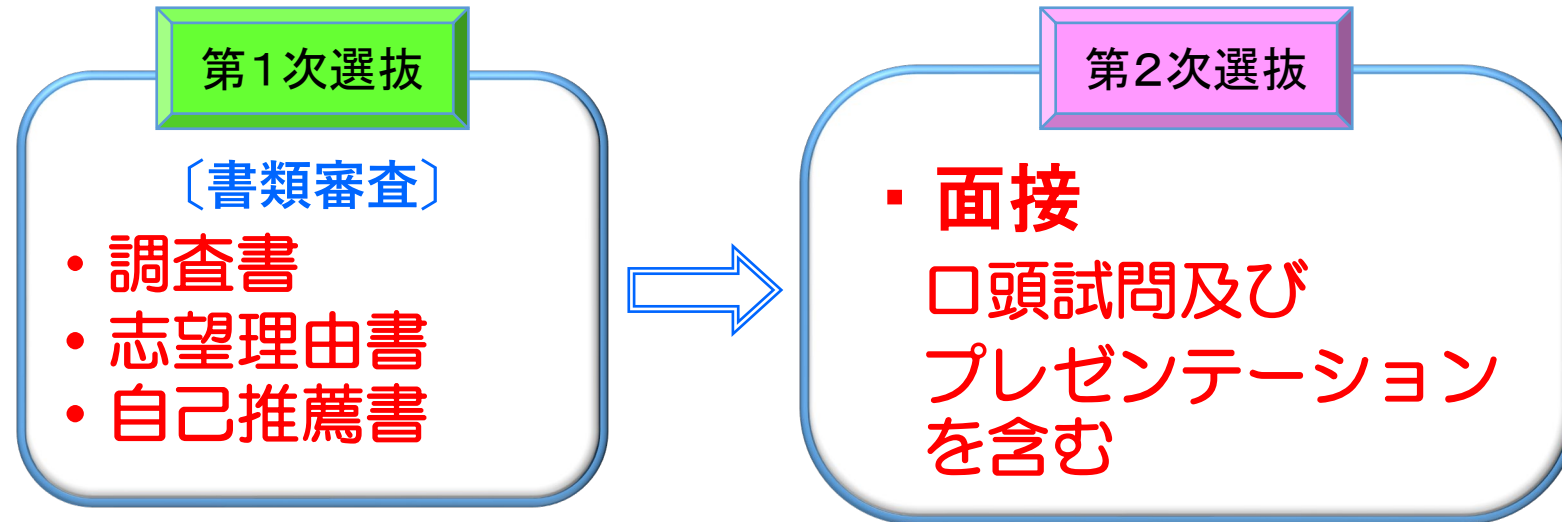 第1次選抜
〔書類審査〕
・調査書
・志望理由書
・自己推薦書
第2次選抜
・面接
口頭試問及び
プレゼンテーション
を含む